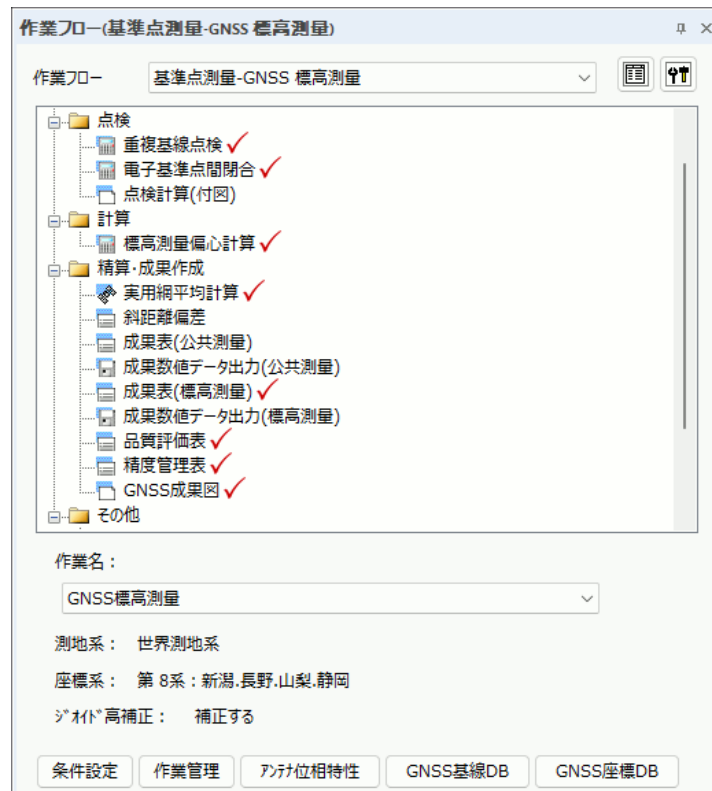 作業フロー(基準点測量-GNSS 標高測量)
作業フロー 基準点測量-GNSS 標高測量
点検
重複基線点検
電子基準点間閉合
点検計算(付図)
計算
標高測量偏心計算
精算・成果作成
実用網平均計算
斜距離偏差
成果表(公共測量)
成果数値データ出力(公共測量)
成果表(標高測量)
成果数値データ出力(標高測量)
品質評価表
精度管理表
GNSS成果図
その他
作業名:
GNSS標高測量
測地系: 世界測地系
座標系: 第 8系:新潟.長野.山梨.静岡
ジオイド高補正: 補正する
条件設定 作業管理 アンテナ位相特性 GNSS基線DB GNSS座標DB